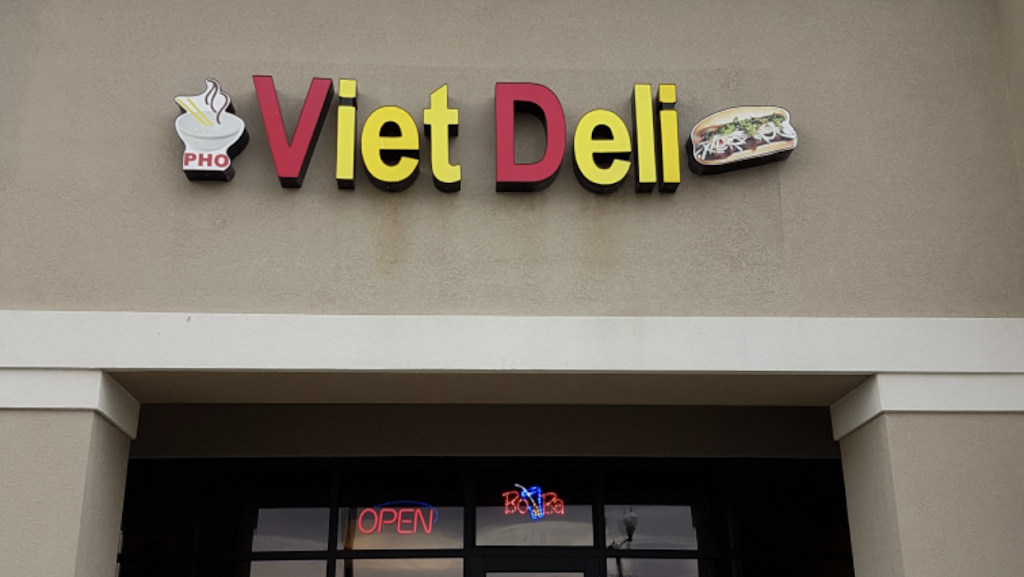 PHO
Viet Deli
OPEN
BoBa